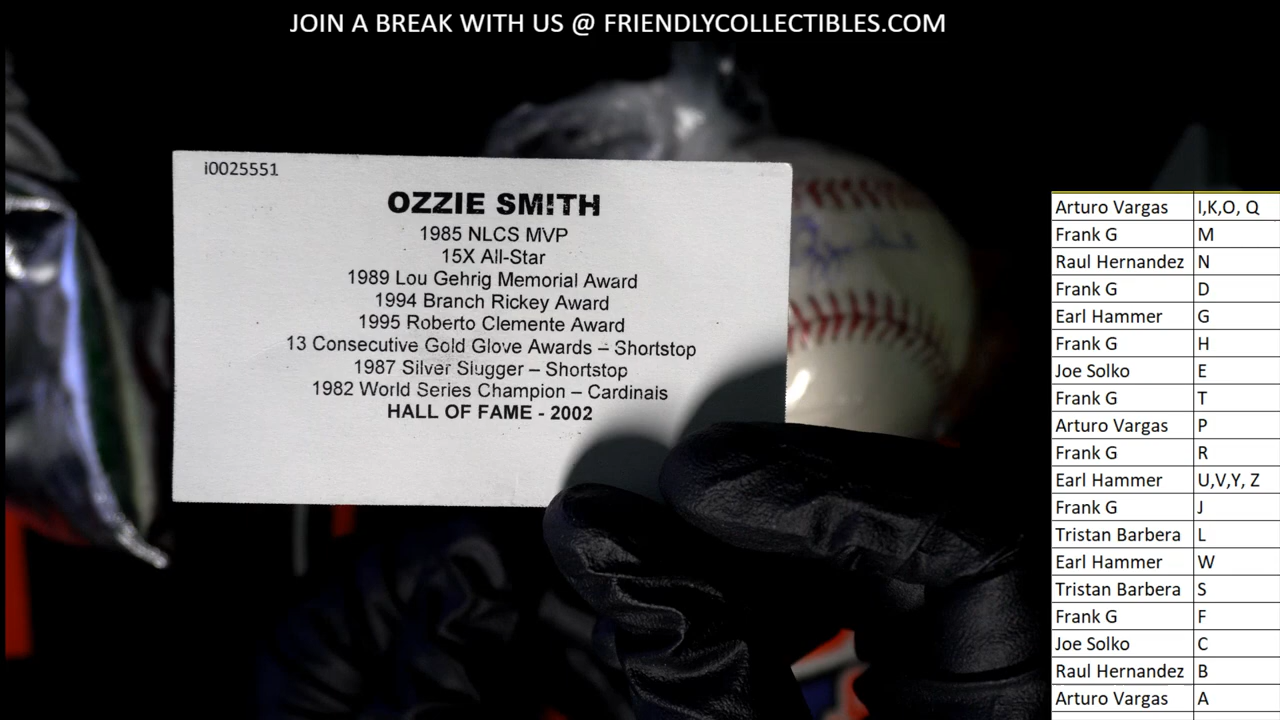 JOIN A BREAK WITH US @ FRIENDLYCOLLECTIBLES.COM
i0025551
OZZIE SMITH
1985 NLCS MVP
15X All-Star
1989 Lou Gehrig Memorial Award
1994 Branch Rickey Award
1995 Roberto Clemente Award
13 Consecutive Gold Glove Awards – Shortstop
1987 Silver Slugger – Shortstop
1982 World Series Champion – Cardinals
HALL OF FAME - 2002
Arturo Vargas I,K,O, Q
Frank G M
Raul Hernandez N
Frank G D
Earl Hammer G
Frank G H
Joe Solko E
Frank G T
Arturo Vargas P
Frank G R
Earl Hammer U,V,Y, Z
Frank G J
Tristan Barbera L
Earl Hammer W
Tristan Barbera S
Frank G F
Joe Solko C
Raul Hernandez B
Arturo Vargas A